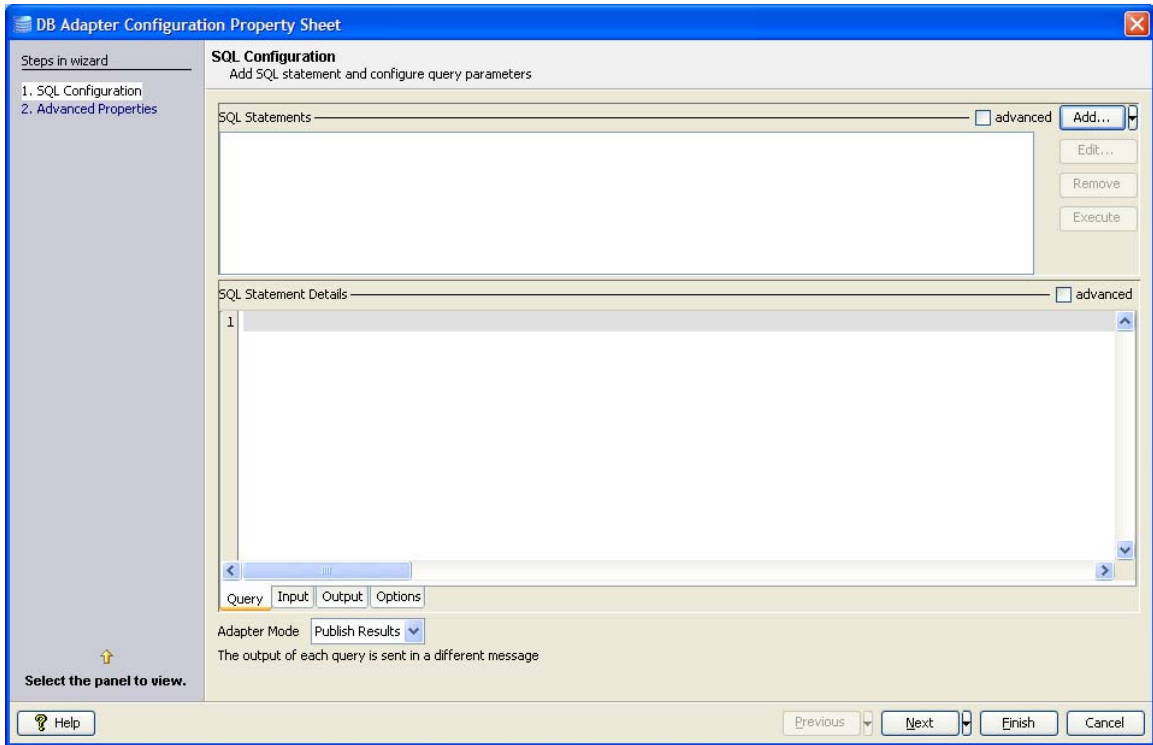 DB Adapter Configuration Property Sheet
Steps in wizard
1. SQL Configuration
2. Advanced Properties
SQL Configuration
Add SQL statement and configure query parameters
SQL Statements
advanced
Add...
Edit...
Remove
Execute
SQL Statement Details
advanced
1
Query
Input
Output
Options
Adapter Mode
Publish Results
The output of each query is sent in a different message
Select the panel to view.
Help
Previous
Next
Finish
Cancel